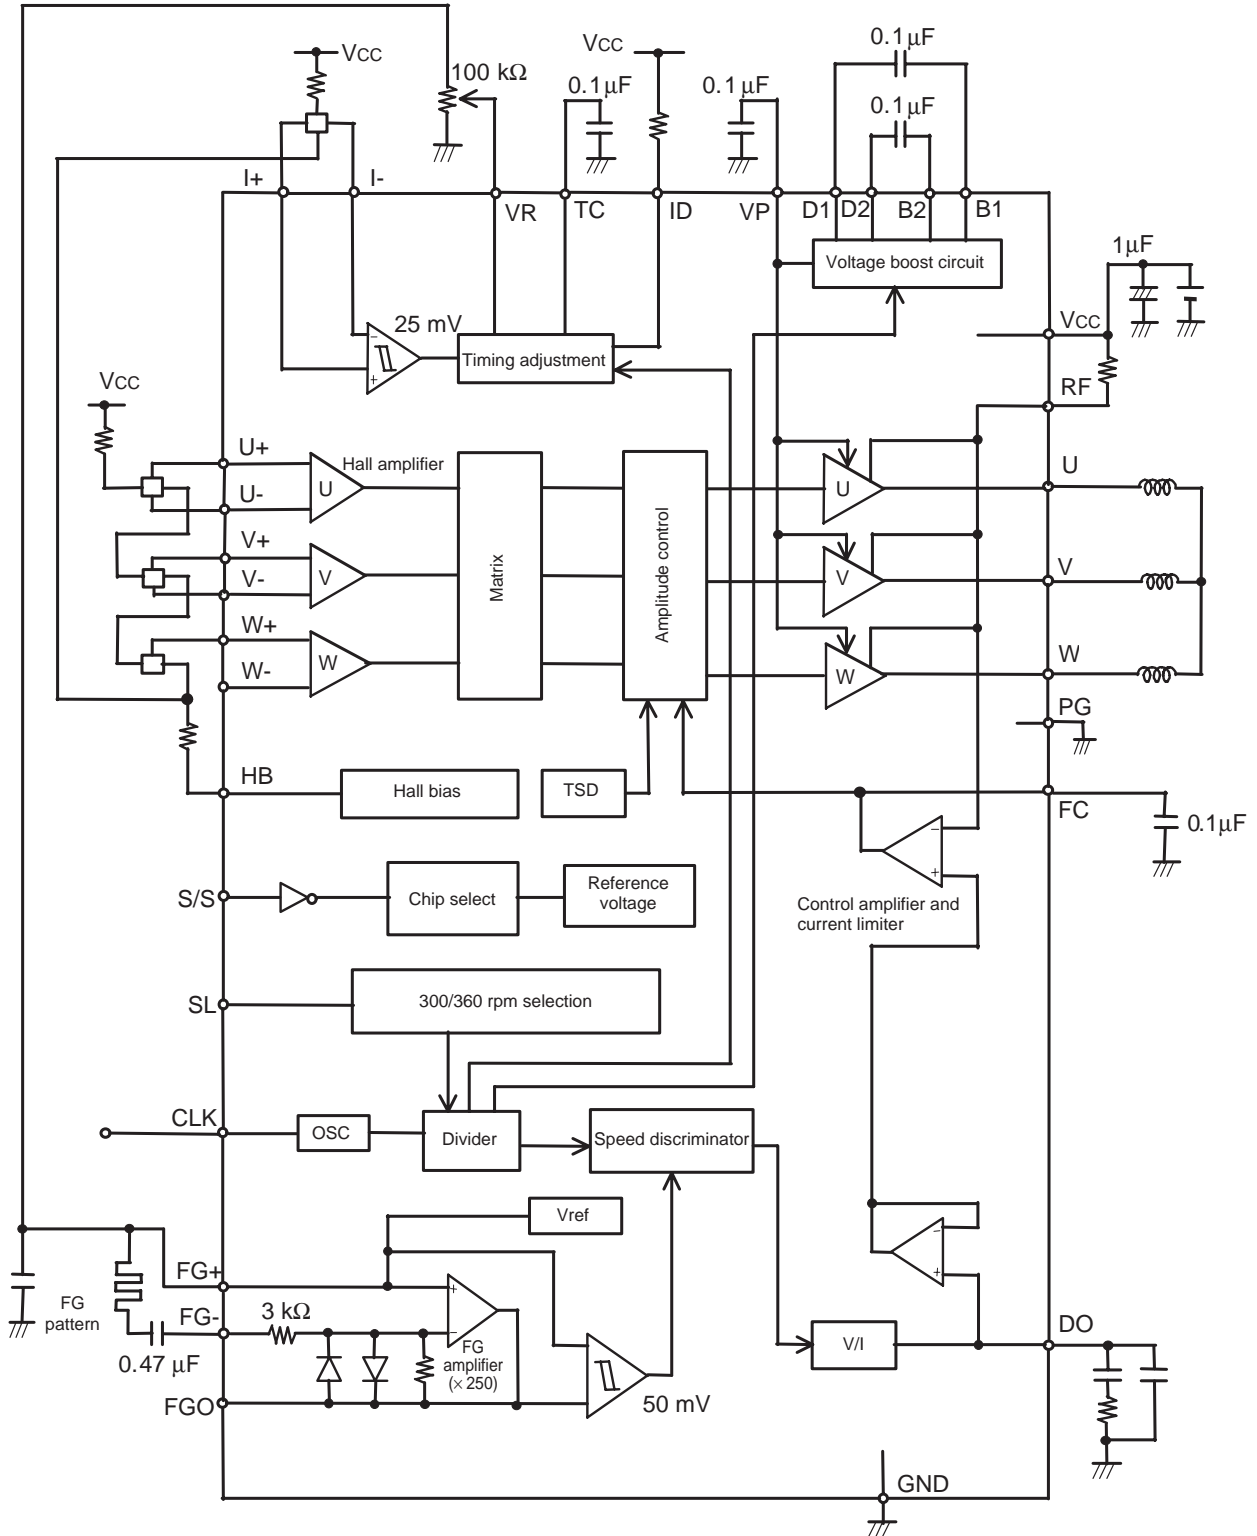 0.1µF
VCC
VCC
100 kΩ
0.1µF
0.1µF
0.1µF
I+
I-
VR
TC
ID
VP
D1
D2
B2
B1
Voltage boost circuit
1µF
25 mV
VCC
Timing adjustment
VCC
RF
U+
Hall amplifier
U
U
U-
U
V+
V
V-
V
V
Matrix
Amplitude control
W+
W
W-
W
W
PG
HB
Hall bias
TSD
FC
0.1µF
S/S
Chip select
Reference
voltage
Control amplifier and
current limiter
SL
300/360 rpm selection
CLK
OSC
Divider
Speed discriminator
Vref
FG+
FG
pattern
FG-
3 kΩ
0.47 µF
FG
amplifier
(× 250)
V/I
DO
FGO
50 mV
GND